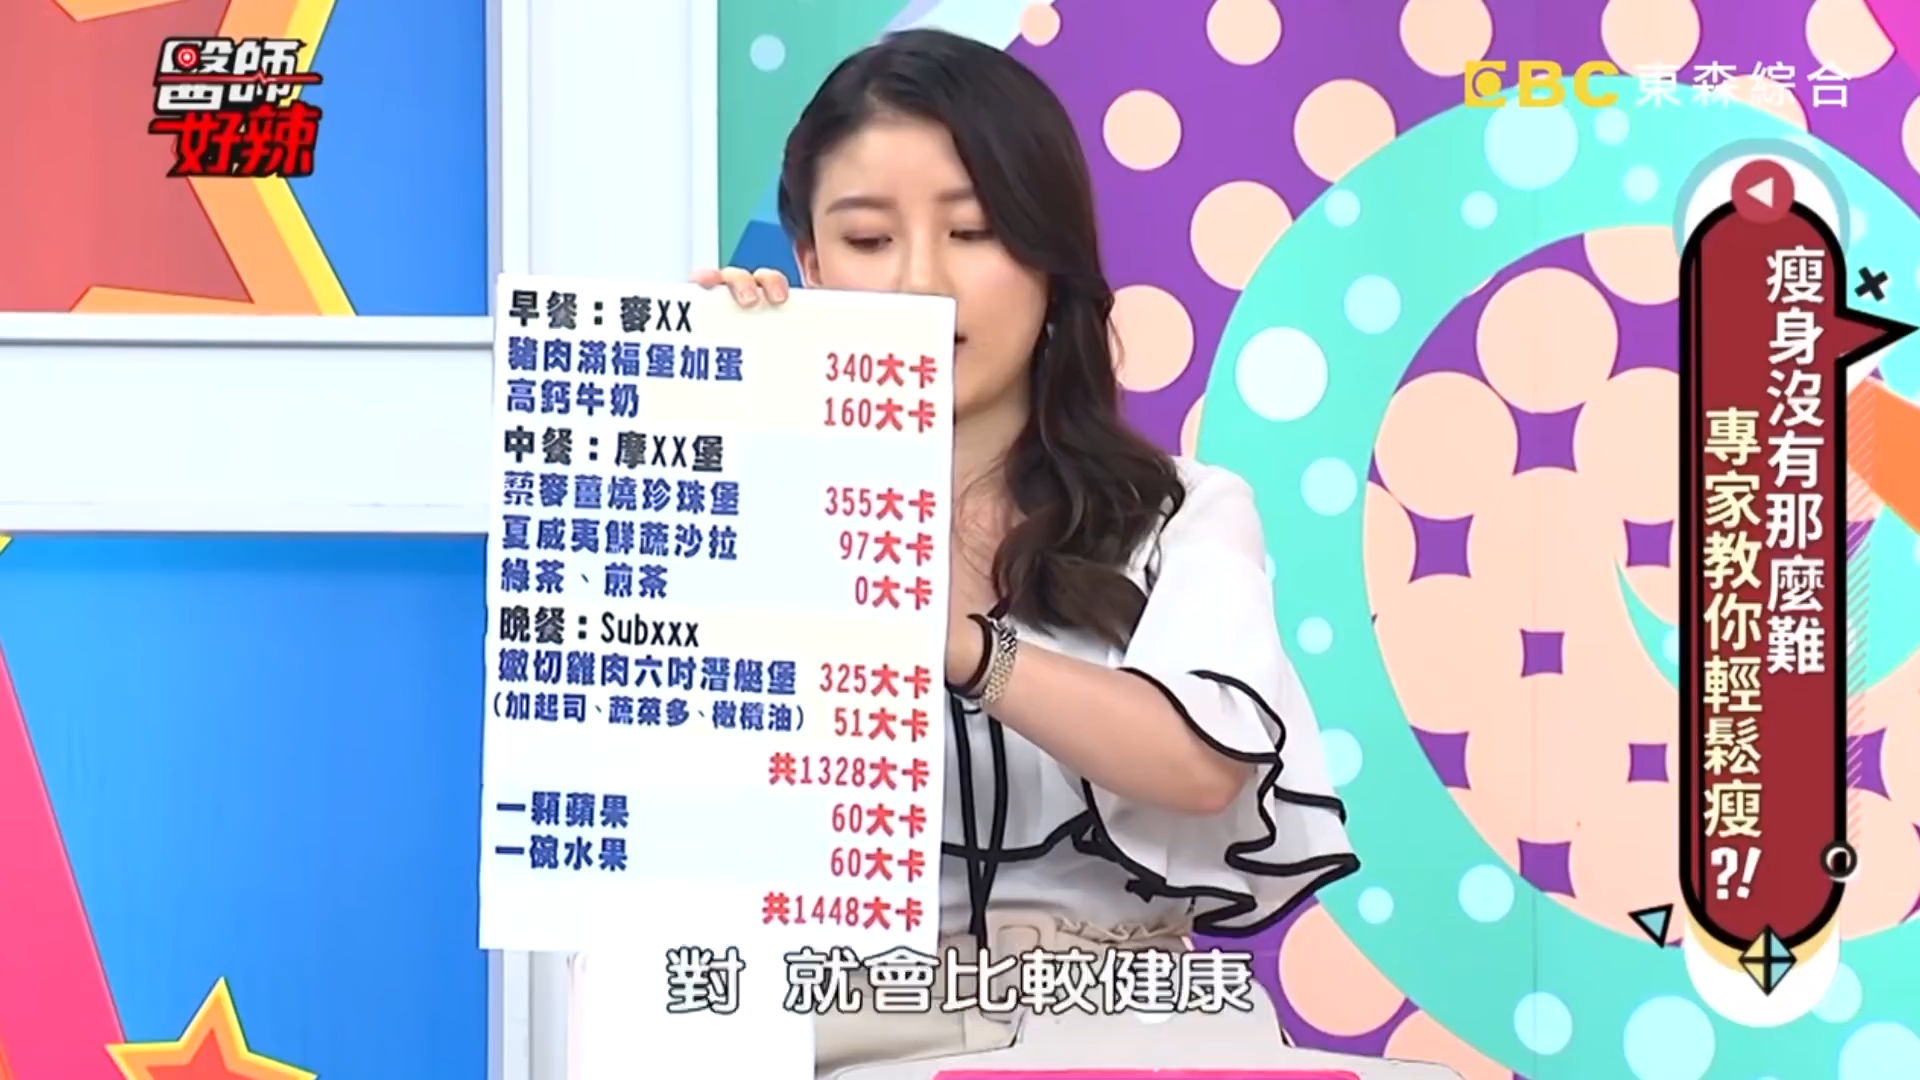 醫師
好辣
EBC 東森綜合
瘦身沒有那麼難
專家教你輕鬆瘦?!
早餐：麥XX
豬肉滿福堡加蛋 340大卡
高鈣牛奶 160大卡
中餐：摩XX堡
藜麥薑燒珍珠堡 355大卡
夏威夷鮮蔬沙拉 97大卡
綠茶、煎茶 0大卡
晚餐：Subxxx
嫩切雞肉六吋潛艇堡 325大卡
(加起司、蔬菜多、橄欖油) 51大卡
共1328大卡
一顆蘋果 60大卡
一碗水果 60大卡
共1448大卡
對 就會比較健康